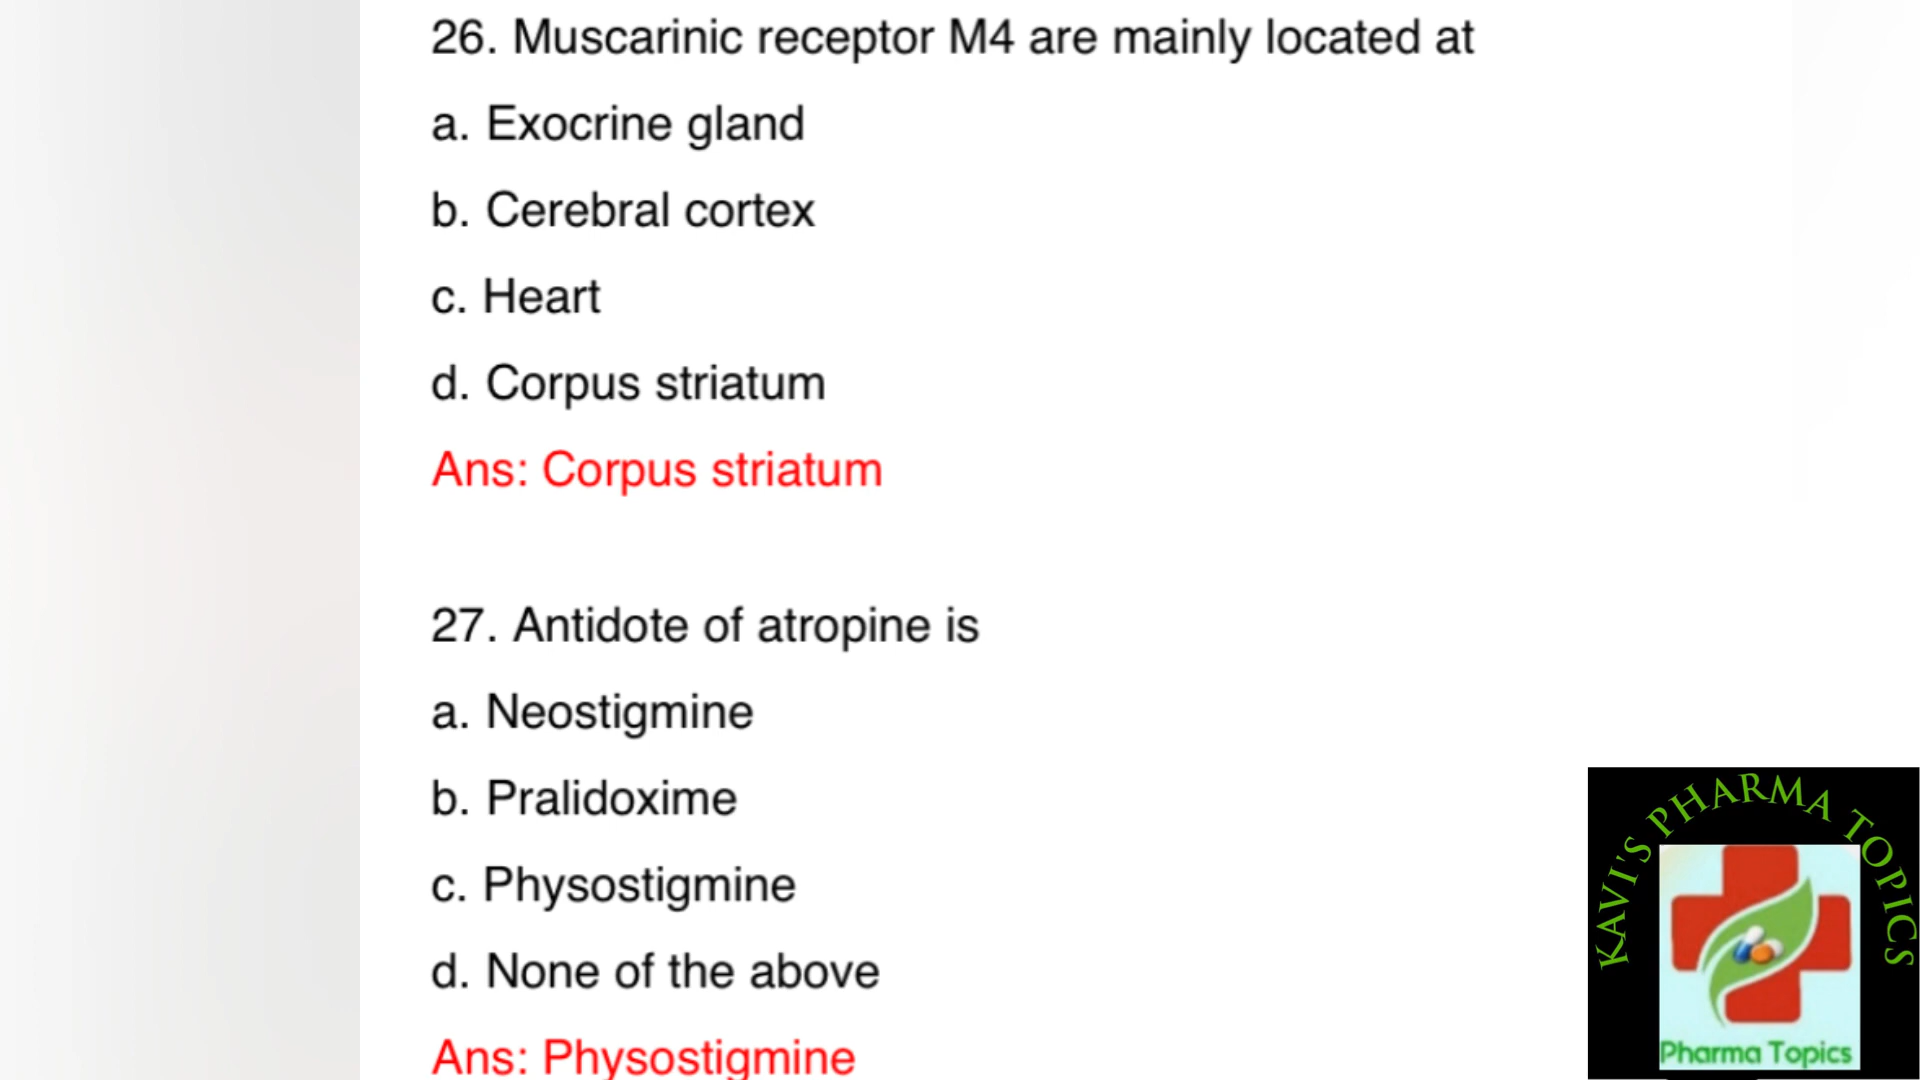 26. Muscarinic receptor M4 are mainly located at
a. Exocrine gland
b. Cerebral cortex
c. Heart
d. Corpus striatum
Ans: Corpus striatum
27. Antidote of atropine is
a. Neostigmine
b. Pralidoxime
c. Physostigmine
d. None of the above
Ans: Physostigmine
KAVI'S PHARMA TOPICS
Pharma Topics